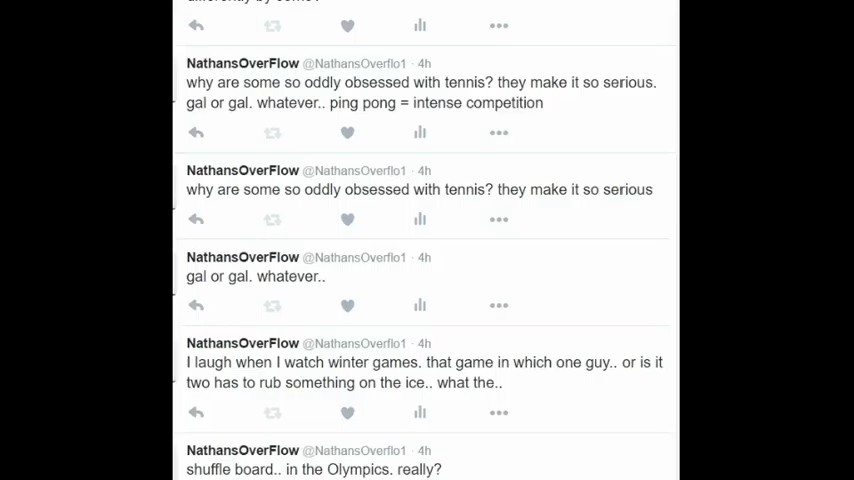 NathansOverFlow @NathansOverflo1 · 4h
why are some so oddly obsessed with tennis? they make it so serious.
gal or gal. whatever.. ping pong = intense competition
NathansOverFlow @NathansOverflo1 · 4h
why are some so oddly obsessed with tennis? they make it so serious
NathansOverFlow @NathansOverflo1 · 4h
gal or gal. whatever..
NathansOverFlow @NathansOverflo1 · 4h
I laugh when I watch winter games. that game in which one guy.. or is it
two has to rub something on the ice.. what the..
NathansOverFlow @NathansOverflo1 · 4h
shuffle board.. in the Olympics. really?